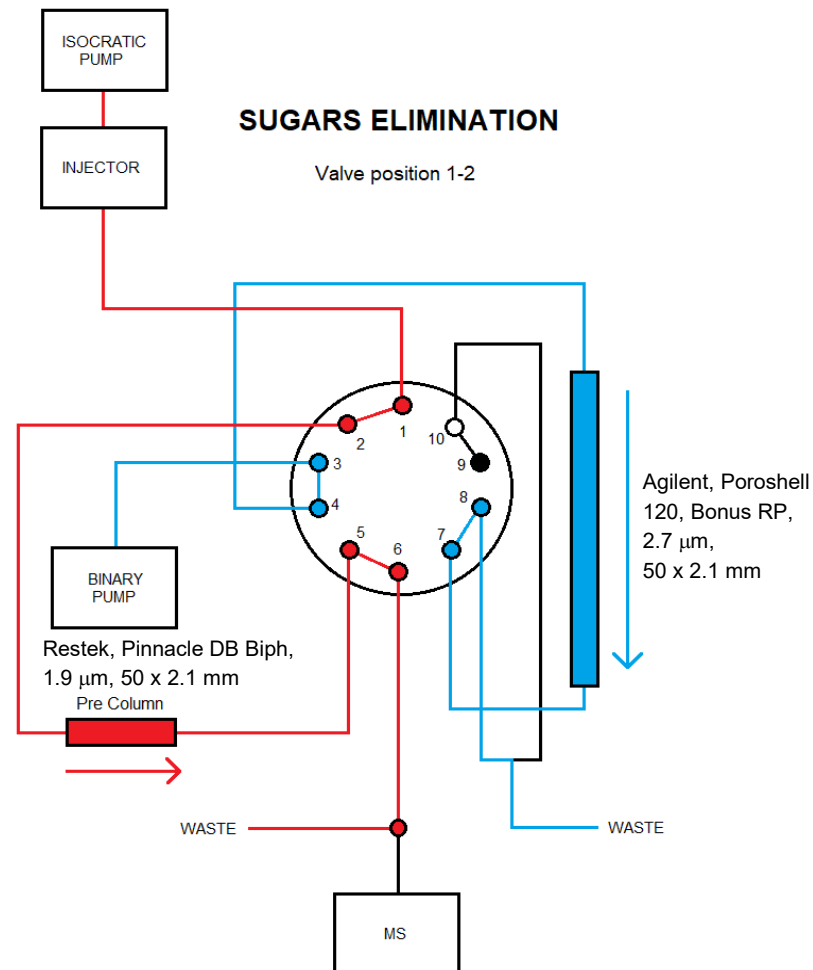 ISOCRATIC
PUMP
SUGARS ELIMINATION
INJECTOR
Valve position 1-2
1
2
10
3
9
4
8
5
6
7
Agilent, Poroshell
120, Bonus RP,
2.7 μm,
50 x 2.1 mm
BINARY
PUMP
Restek, Pinnacle DB Biph,
1.9 μm, 50 x 2.1 mm
Pre Column
WASTE
WASTE
MS